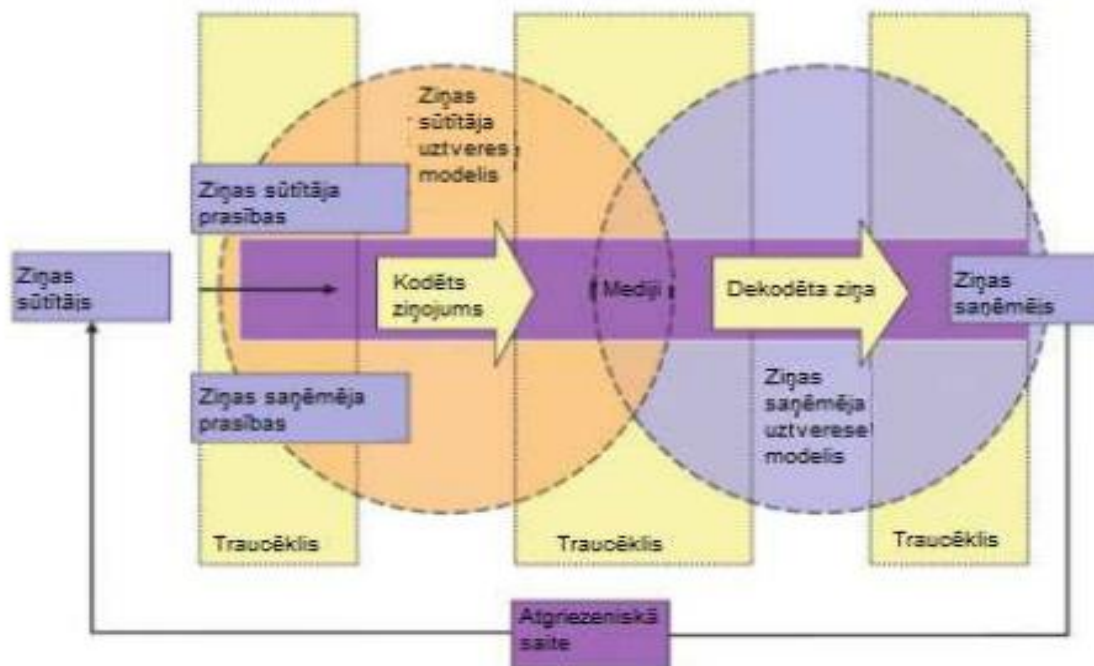 Ziņas
sūtītāja
uztveres
modelis
Ziņas sūtītāja
prasības
Ziņas
sūtītājs
Kodēts
ziņojums
Mediji
Dekodēta ziņa
Ziņas
saņēmējs
Ziņas saņēmēja
prasības
Ziņas
saņēmēja
uztverese
modelis
Traucēklis
Traucēklis
Traucēklis
Atgriezeniskā
saite